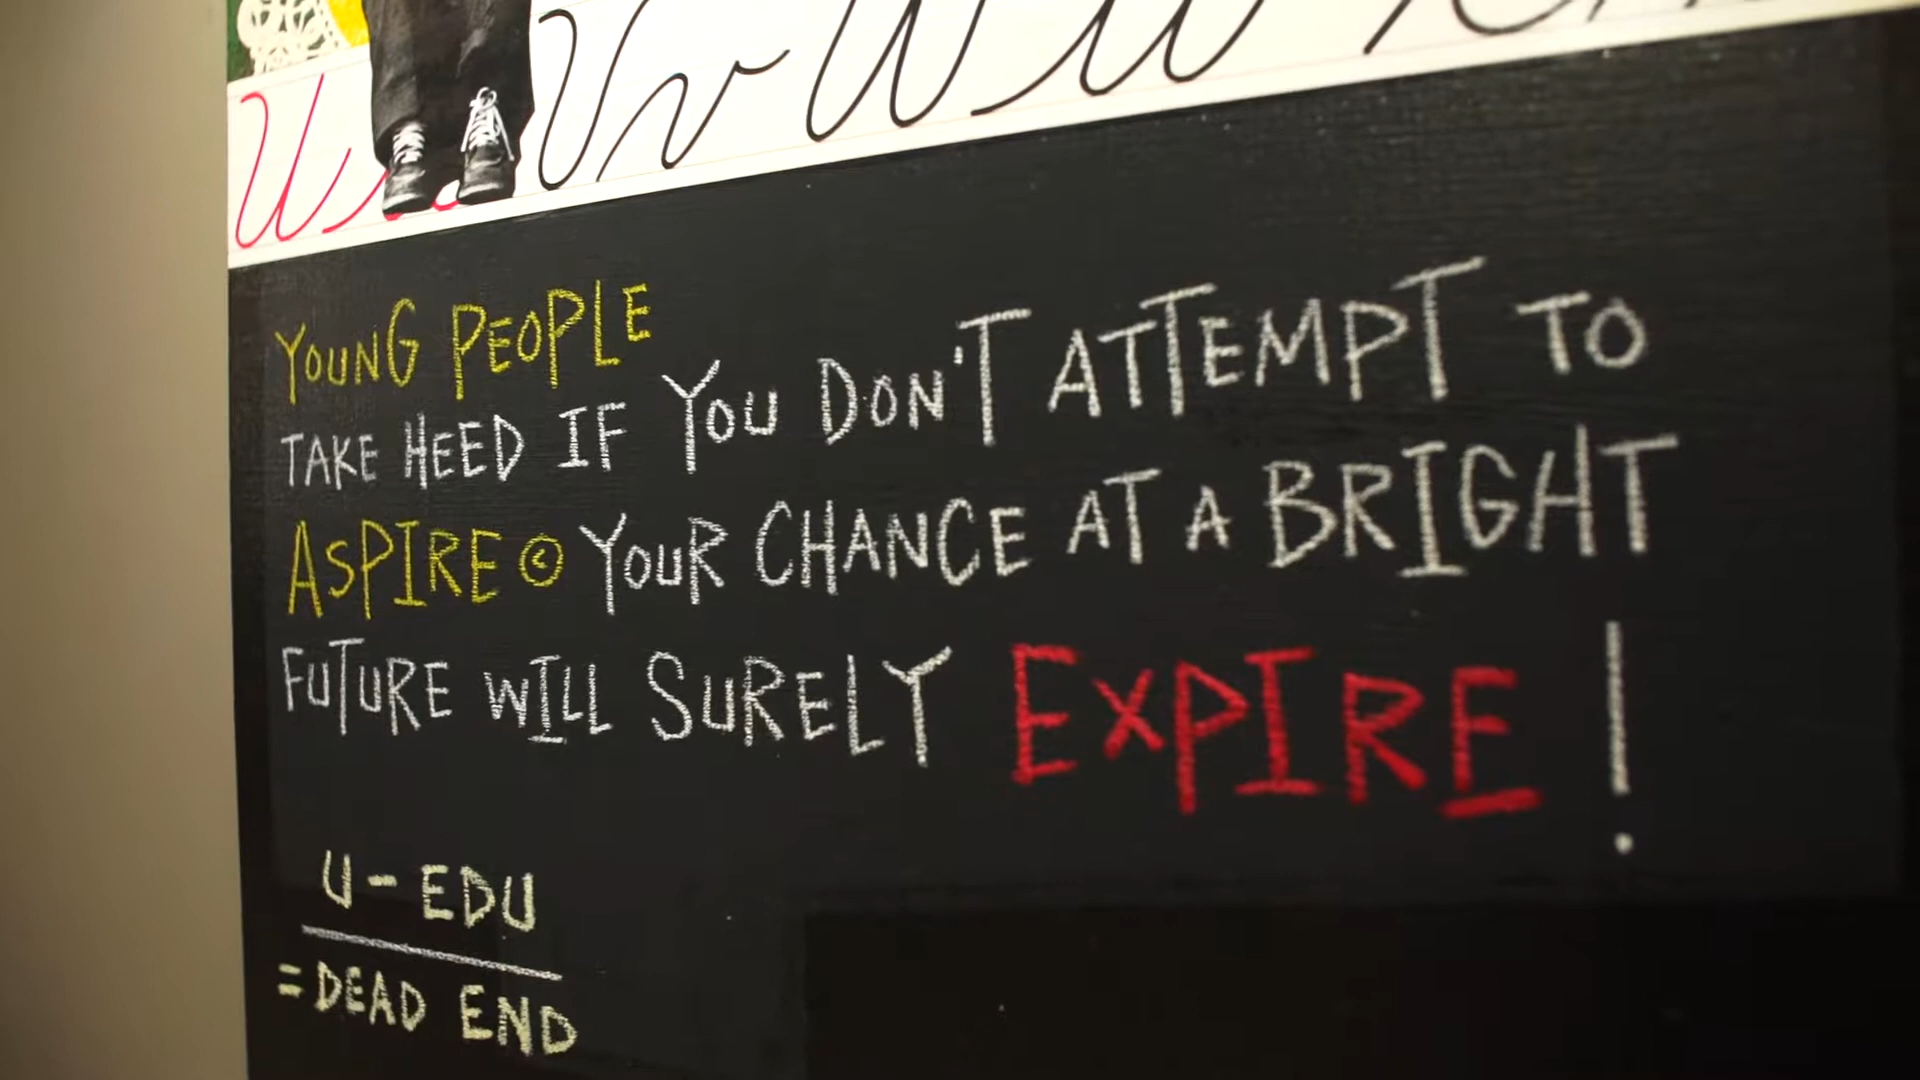 U u V v W w
YOUNG PEOPLE
TAKE HEED IF YOU DON'T ATTEMPT TO
ASPIRE © YOUR CHANCE AT A BRIGHT
FUTURE WILL SURELY EXPIRE!
U - EDU
= DEAD END